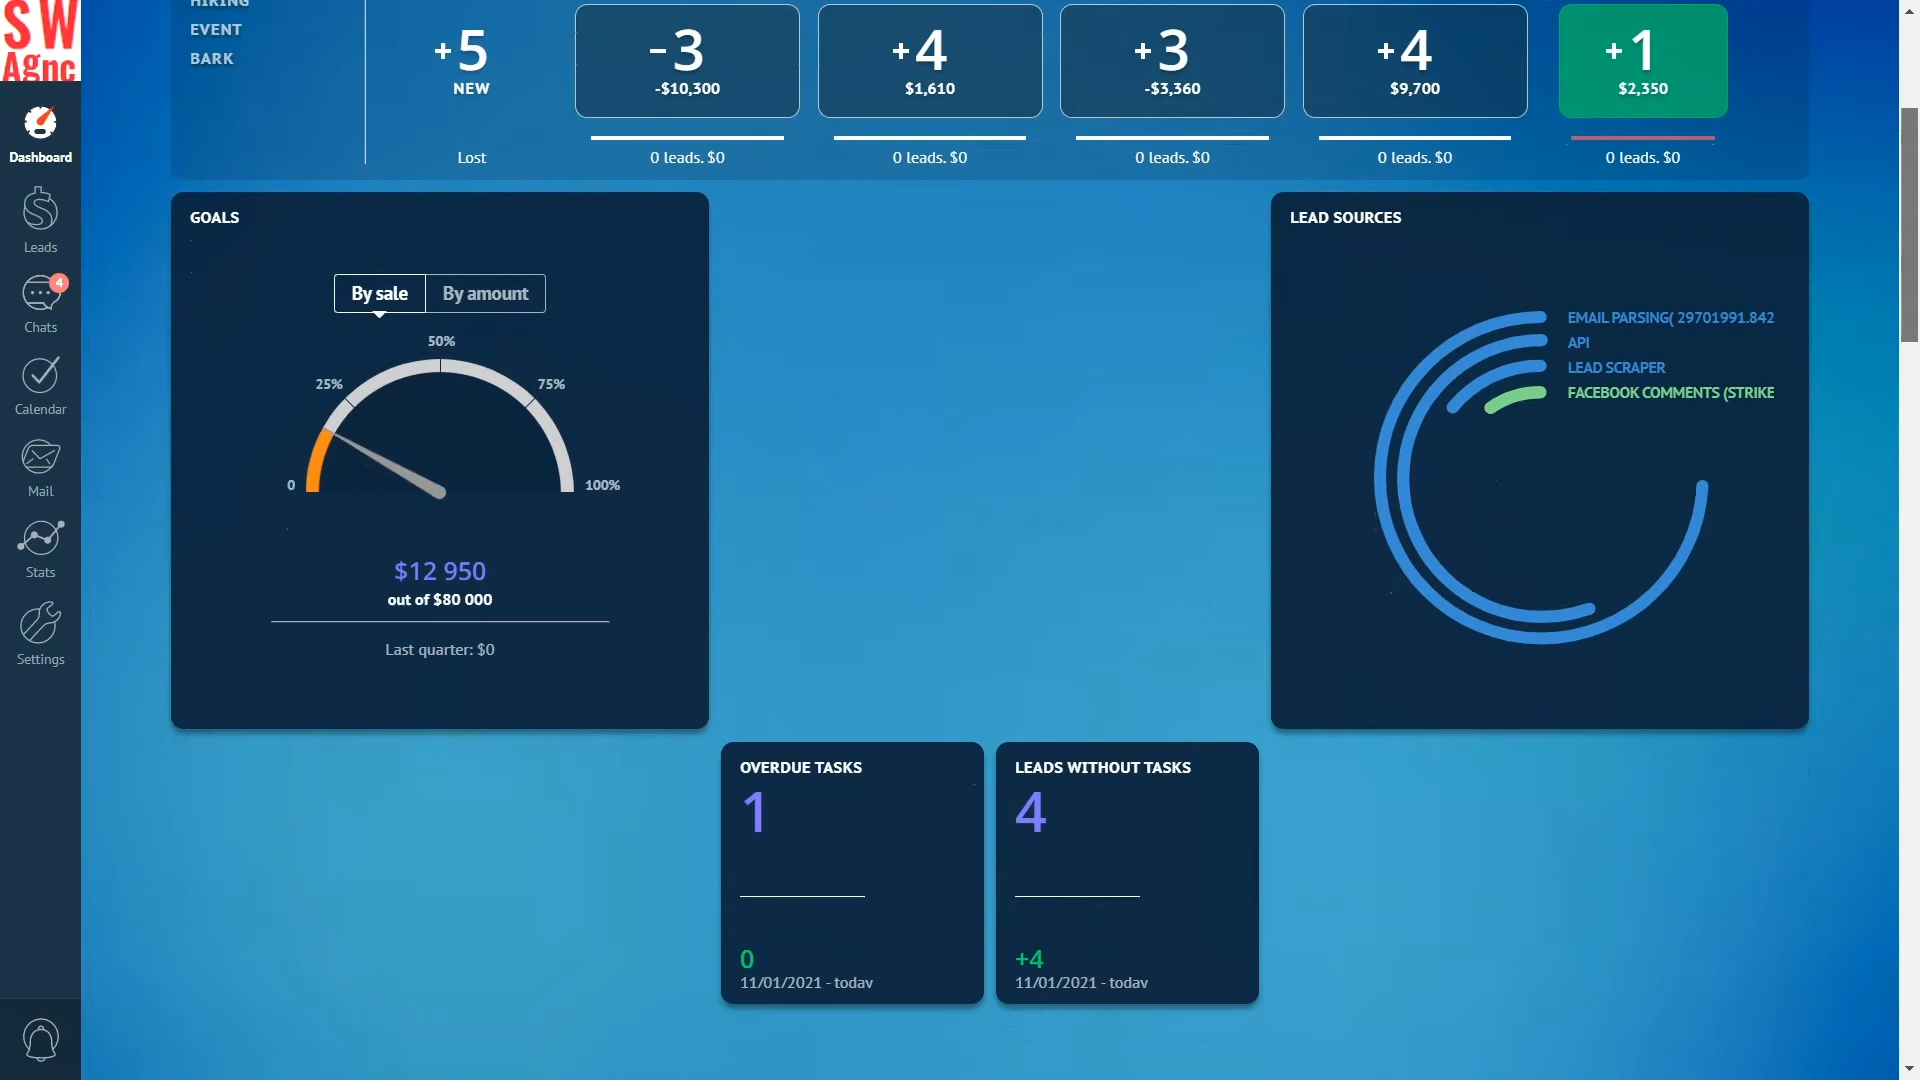 SW
Agnc
HIRING
EVENT
BARK
+5
NEW
-3
-$10,300
+4
$1,610
+3
-$3,360
+4
$9,700
+1
$2,350
Lost
0 leads. $0
0 leads. $0
0 leads. $0
0 leads. $0
0 leads. $0
Dashboard
Leads
4
Chats
Calendar
Mail
Stats
Settings
GOALS
By sale
By amount
0
25%
50%
75%
100%
$12 950
out of $80 000
Last quarter: $0
LEAD SOURCES
EMAIL PARSING( 29701991.842
API
LEAD SCRAPER
FACEBOOK COMMENTS (STRIKE
OVERDUE TASKS
1
0
11/01/2021 - today
LEADS WITHOUT TASKS
4
+4
11/01/2021 - today